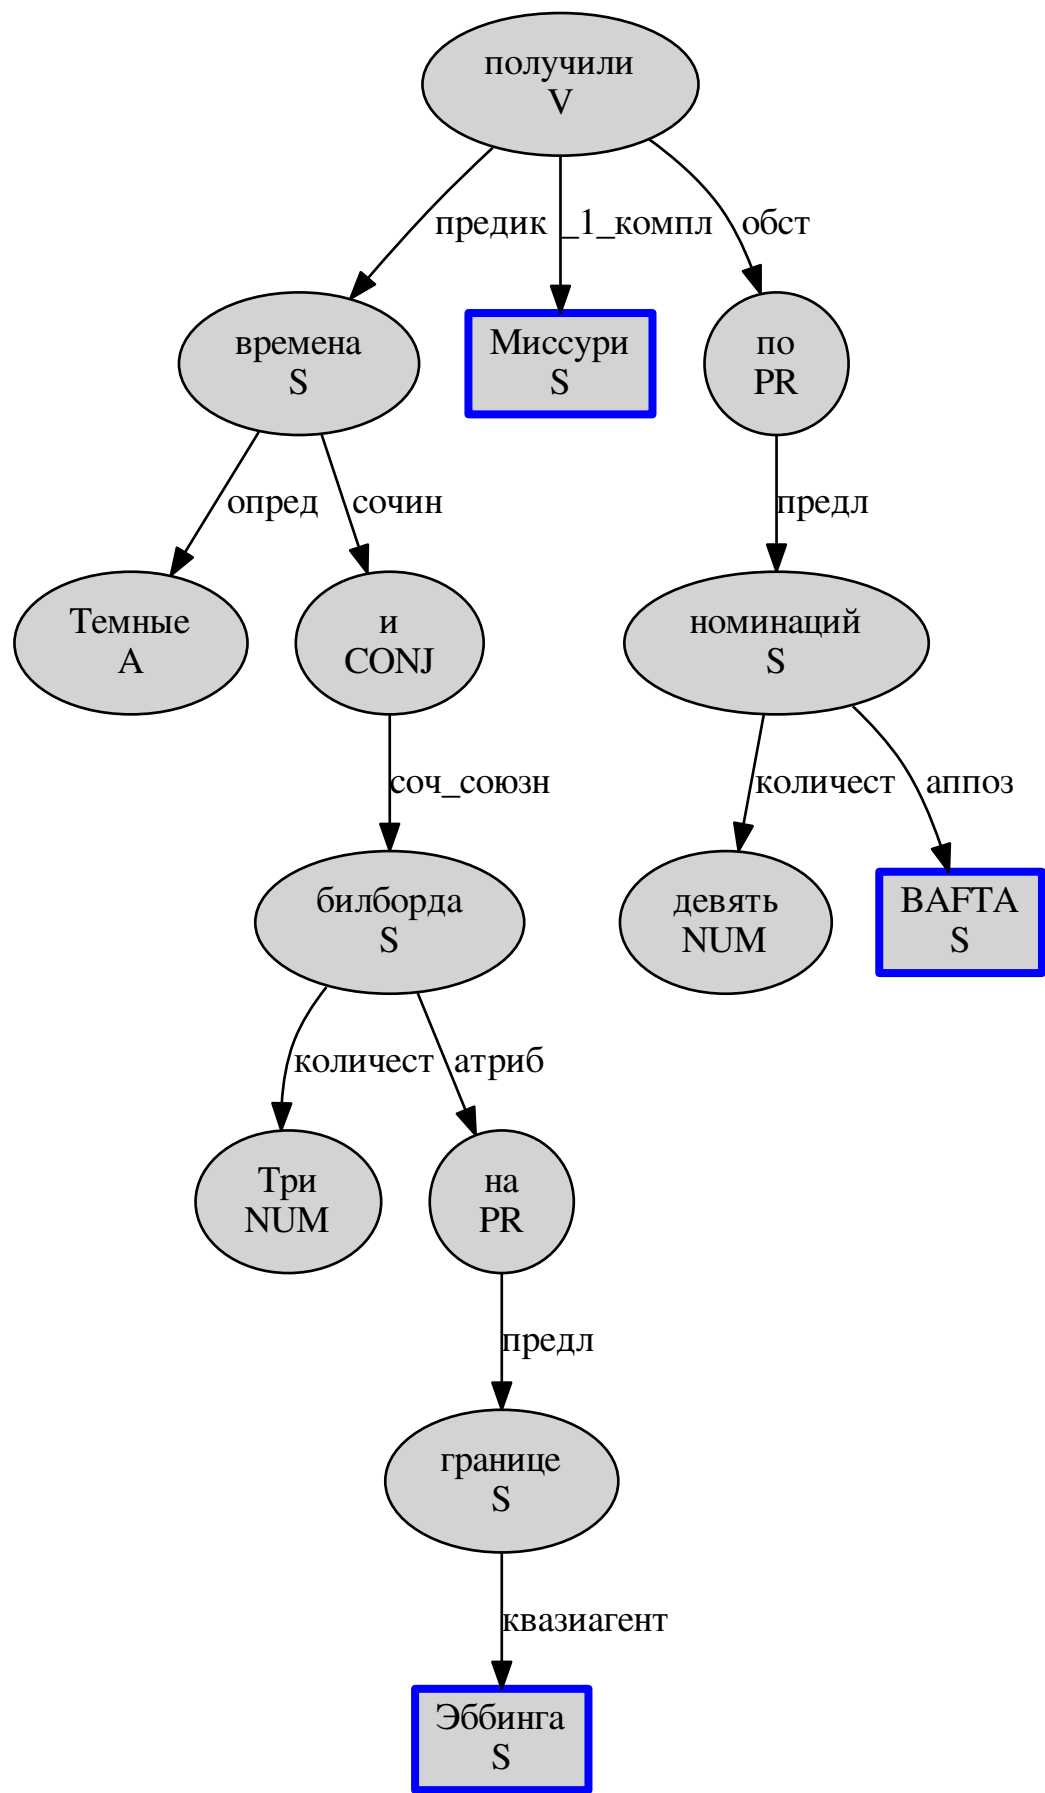 получили
V
предик
_1_компл
обст
времена
S
Миссури
S
по
PR
опред
сочин
предл
Темные
A
и
CONJ
номинаций
S
соч_союзн
количест
аппоз
билборда
S
девять
NUM
BAFTA
S
количест
атриб
Три
NUM
на
PR
предл
границе
S
квазиагент
Эббинга
S